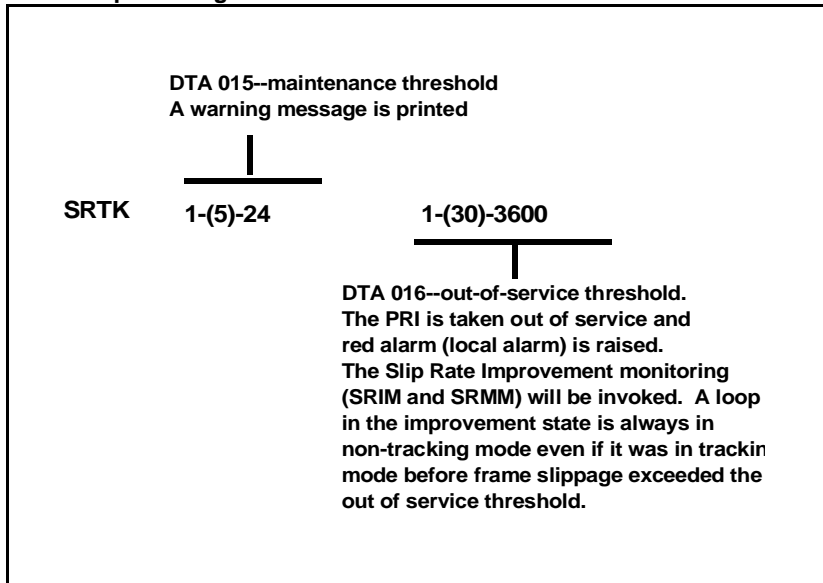 DTA 015--maintenance threshold
A warning message is printed
SRTK 1-(5)-24 1-(30)-3600
DTA 016--out-of-service threshold.
The PRI is taken out of service and
red alarm (local alarm) is raised.
The Slip Rate Improvement monitoring
(SRIM and SRMM) will be invoked. A loop
in the improvement state is always in
non-tracking mode even if it was in trackin
mode before frame slippage exceeded the
out of service threshold.